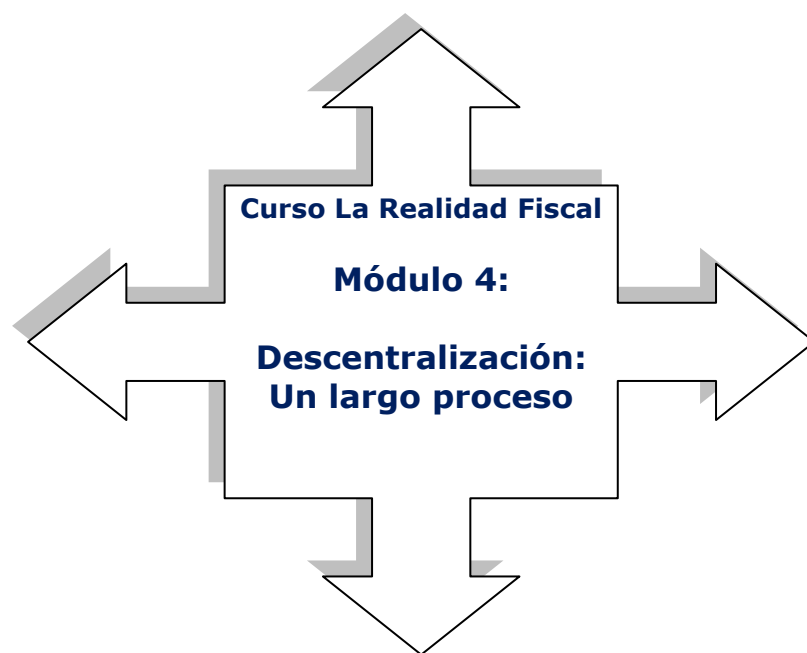 Curso La Realidad Fiscal
Módulo 4:
Descentralización:
Un largo proceso